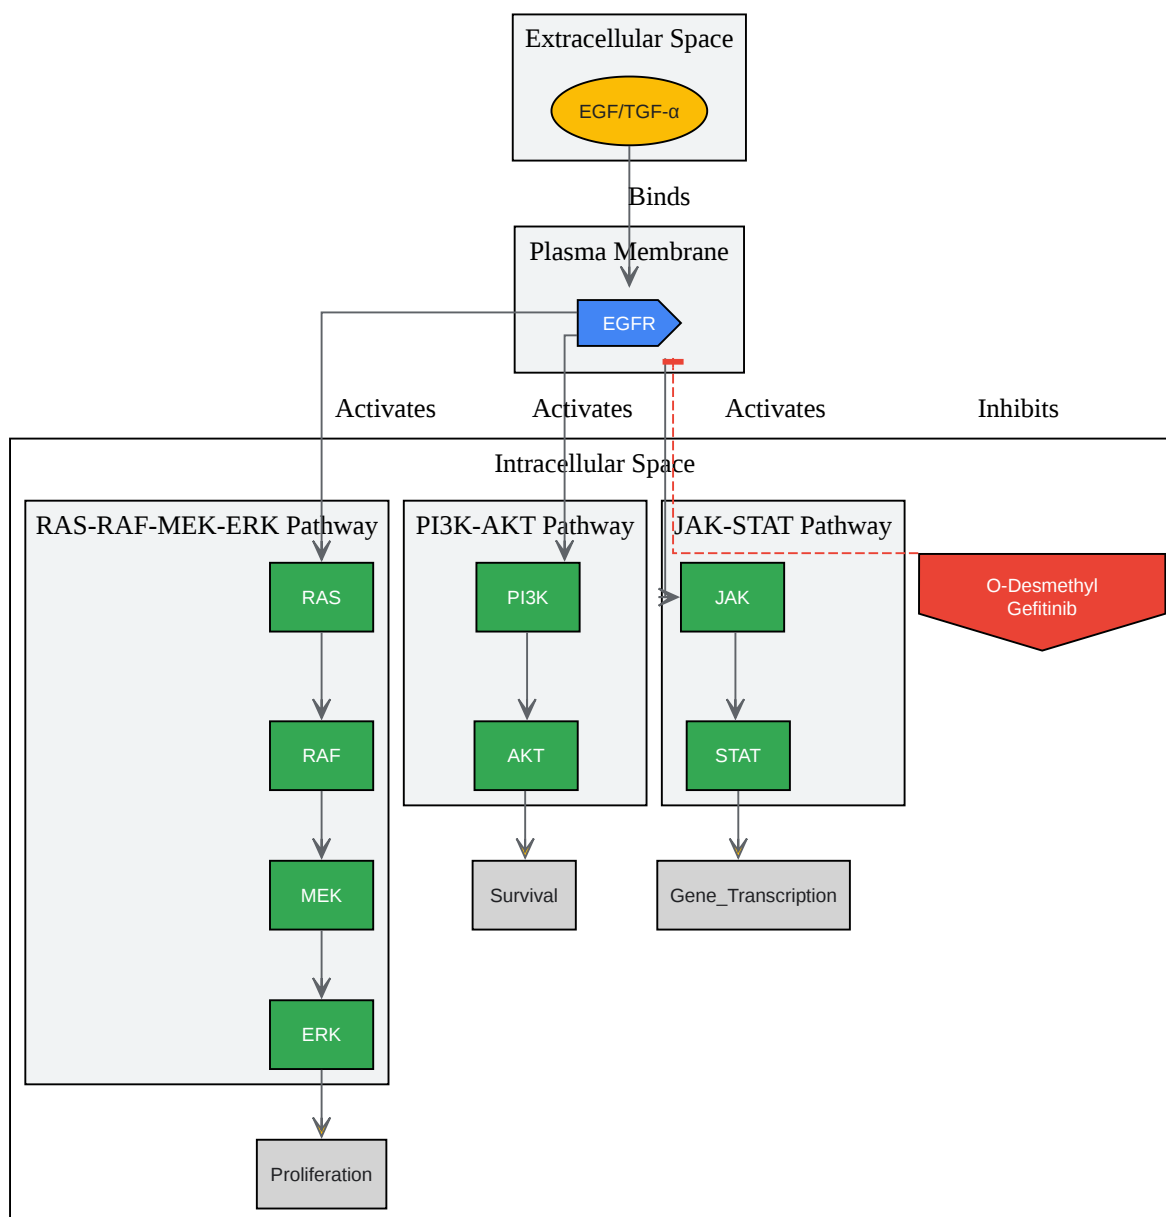 Extracellular Space
EGF/TGF-α
Binds
Plasma Membrane
EGFR
Activates
Activates
Activates
Inhibits
Intracellular Space
RAS-RAF-MEK-ERK Pathway
PI3K-AKT Pathway
JAK-STAT Pathway
RAS
PI3K
JAK
O-Desmethyl
Gefitinib
RAF
AKT
STAT
MEK
Survival
Gene_Transcription
ERK
Proliferation